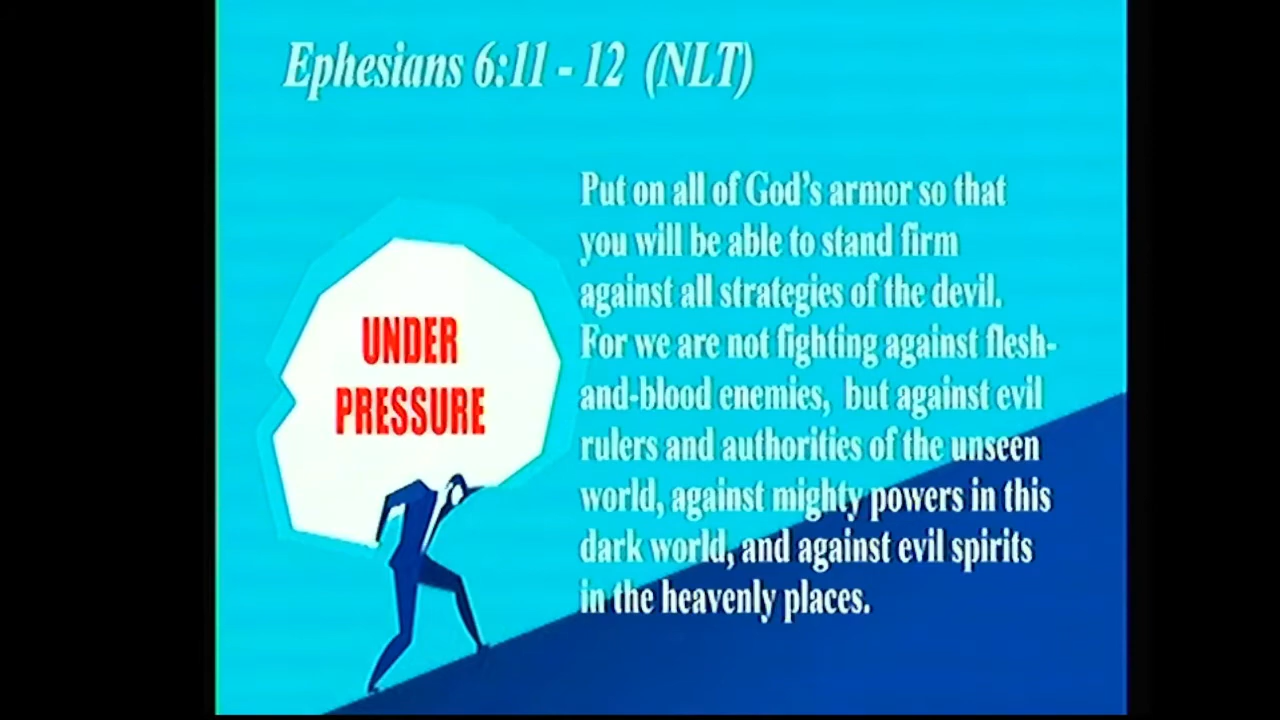 Ephesians 6:11 - 12 (NLT)
Put on all of God's armor so that
you will be able to stand firm
against all strategies of the devil.
For we are not fighting against flesh-
and-blood enemies, but against evil
rulers and authorities of the unseen
world, against mighty powers in this
dark world, and against evil spirits
in the heavenly places.
UNDER
PRESSURE